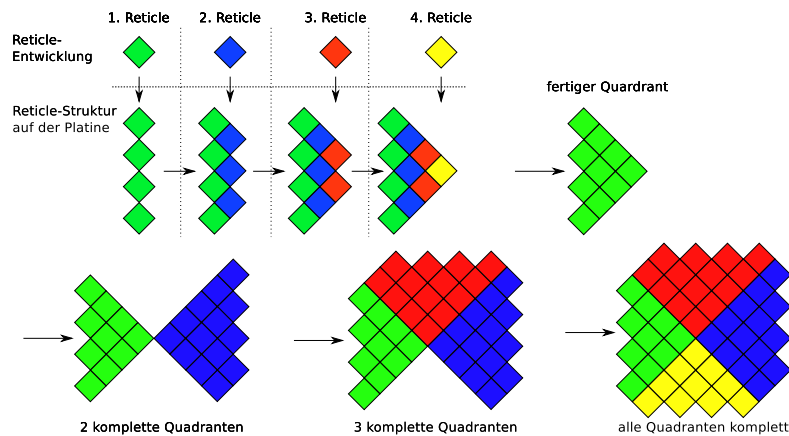 1. Reticle 2. Reticle 3. Reticle 4. Reticle
Reticle-
Entwicklung
fertiger Quardrant
Reticle-Struktur
auf der Platine
2 komplette Quadranten
3 komplette Quadranten
alle Quadranten komplett